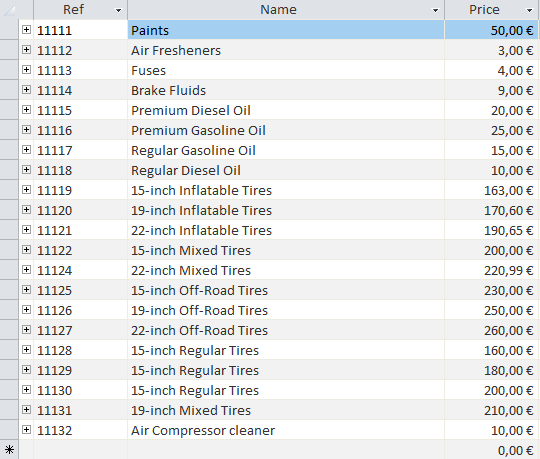 Ref Name Price
11111 Paints 50,00 €
11112 Air Fresheners 3,00 €
11113 Fuses 4,00 €
11114 Brake Fluids 9,00 €
11115 Premium Diesel Oil 20,00 €
11116 Premium Gasoline Oil 25,00 €
11117 Regular Gasoline Oil 15,00 €
11118 Regular Diesel Oil 10,00 €
11119 15-inch Inflatable Tires 163,00 €
11120 19-inch Inflatable Tires 170,60 €
11121 22-inch Inflatable Tires 190,65 €
11122 15-inch Mixed Tires 200,00 €
11124 22-inch Mixed Tires 220,99 €
11125 15-inch Off-Road Tires 230,00 €
11126 19-inch Off-Road Tires 250,00 €
11127 22-inch Off-Road Tires 260,00 €
11128 15-inch Regular Tires 160,00 €
11129 15-inch Regular Tires 180,00 €
11130 15-inch Regular Tires 200,00 €
11131 19-inch Mixed Tires 210,00 €
11132 Air Compressor cleaner 10,00 €
0,00 €